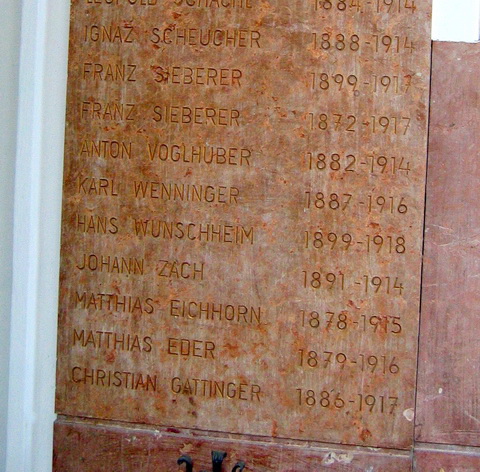 LEOPOLD SCHACHL 1884-1914
IGNAZ SCHEUCHER 1888-1914
FRANZ SIEBERER 1899-1917
FRANZ SIEBERER 1872-1917
ANTON VOGLHUBER 1882-1914
KARL WENNINGER 1887-1916
HANS WUNSCHHEIM 1899-1918
JOHANN ZACH 1891-1914
MATTHIAS EICHHORN 1878-1915
MATTHIAS EDER 1879-1916
CHRISTIAN GATTINGER 1886-1917